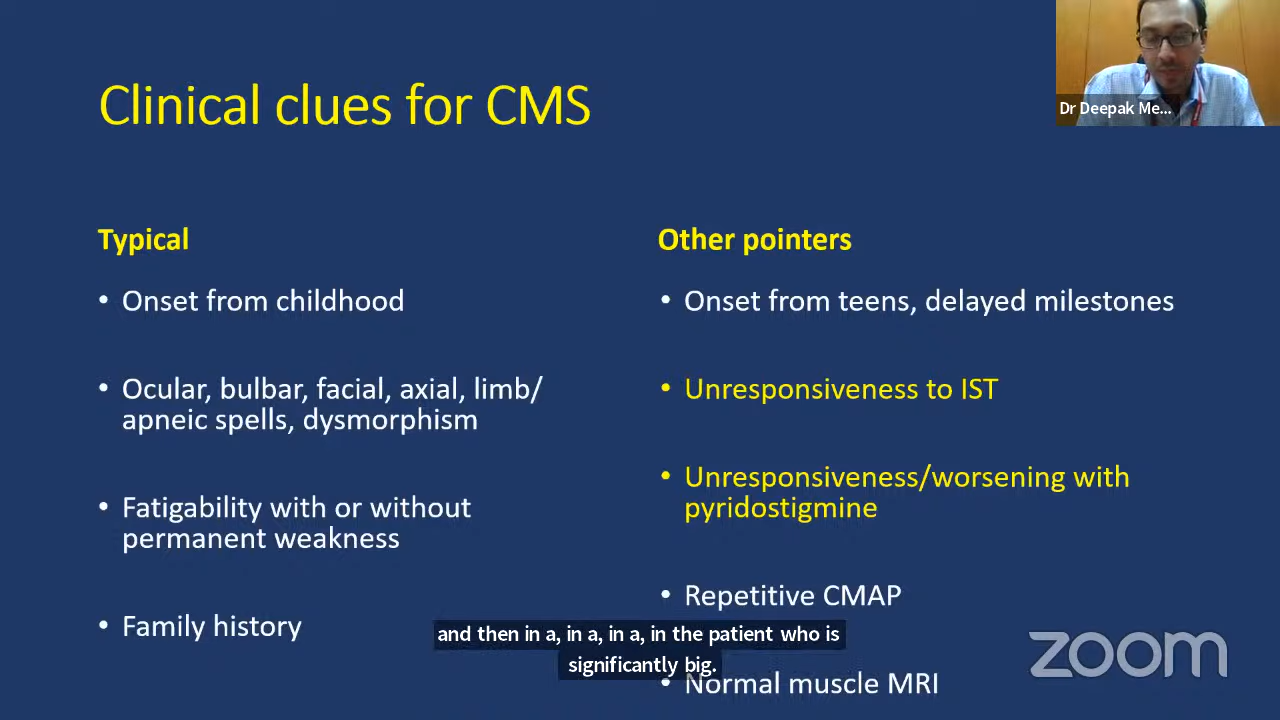 Clinical clues for CMS
Dr Deepak Me...
Typical
• Onset from childhood
• Ocular, bulbar, facial, axial, limb/
apneic spells, dysmorphism
• Fatigability with or without
permanent weakness
• Family history
Other pointers
• Onset from teens, delayed milestones
• Unresponsiveness to IST
• Unresponsiveness/worsening with
pyridostigmine
• Repetitive CMAP
• Normal muscle MRI
and then in a, in a, in a, in the patient who is
significantly big.
zoom